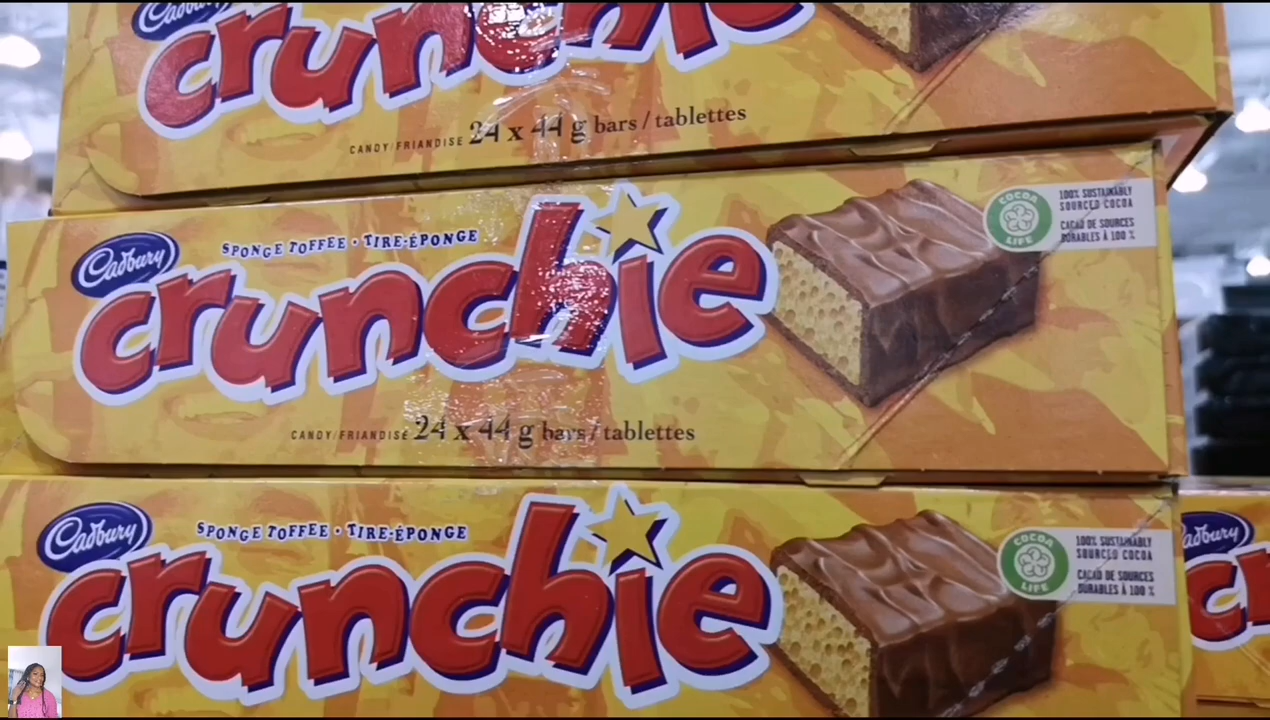 Cadbury
crunchie
CANDY/FRIANDISE 24 x 44 g bars / tablettes
Cadbury
SPONGE TOFFEE • TIRE-ÉPONGE
crunchie
COCOA LIFE
100% SUSTAINABLY
SOURCED COCOA
CACAO DE SOURCES
DURABLES À 100 %
CANDY/FRIANDISE 24 x 44 g bars / tablettes
Cadbury
SPONGE TOFFEE • TIRE-ÉPONGE
crunchie
COCOA LIFE
100% SUSTAINABLY
SOURCED COCOA
CACAO DE SOURCES
DURABLES À 100 %
adbury
cr